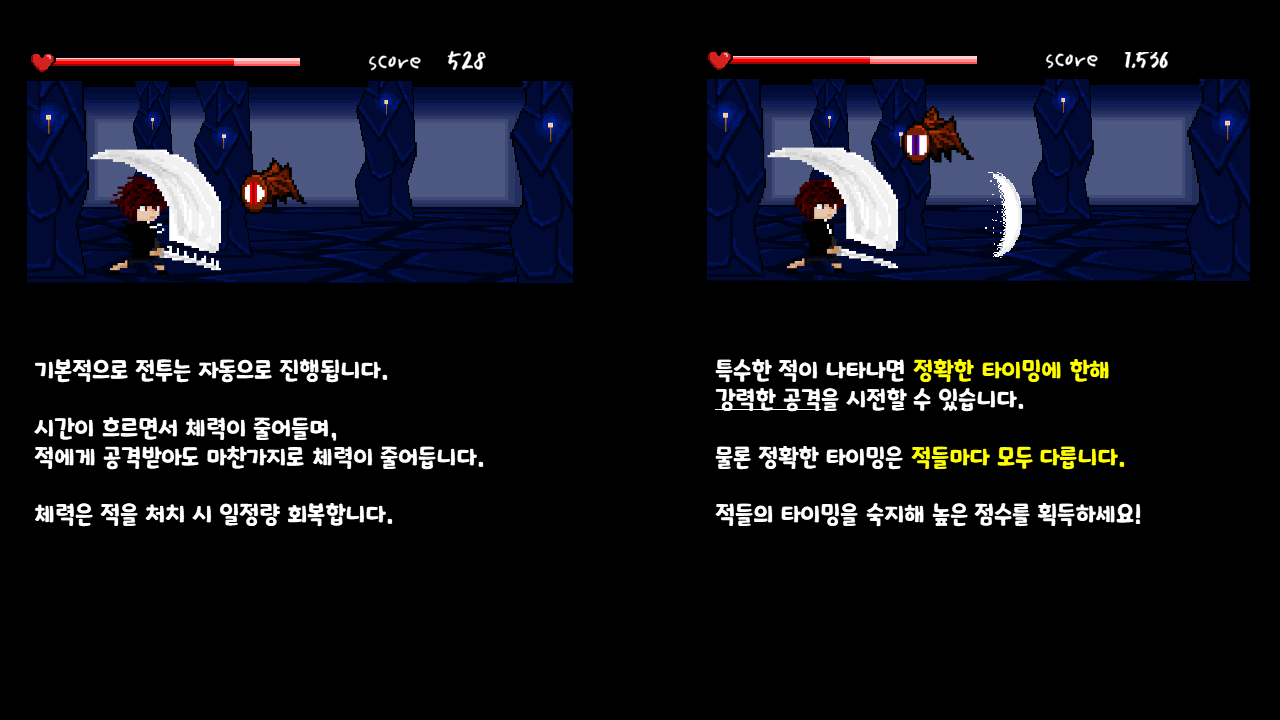 score 528
기본적으로 전투는 자동으로 진행됩니다.
시간이 흐르면서 체력이 줄어들며,
적에게 공격받아도 마찬가지로 체력이 줄어듭니다.
체력은 적을 처치 시 일정량 회복합니다.
score 1,536
특수한 적이 나타나면 정확한 타이밍에 한해
강력한 공격을 시전할 수 있습니다.
물론 정확한 타이밍은 적들마다 모두 다릅니다.
적들의 타이밍을 숙지해 높은 점수를 획득하세요!